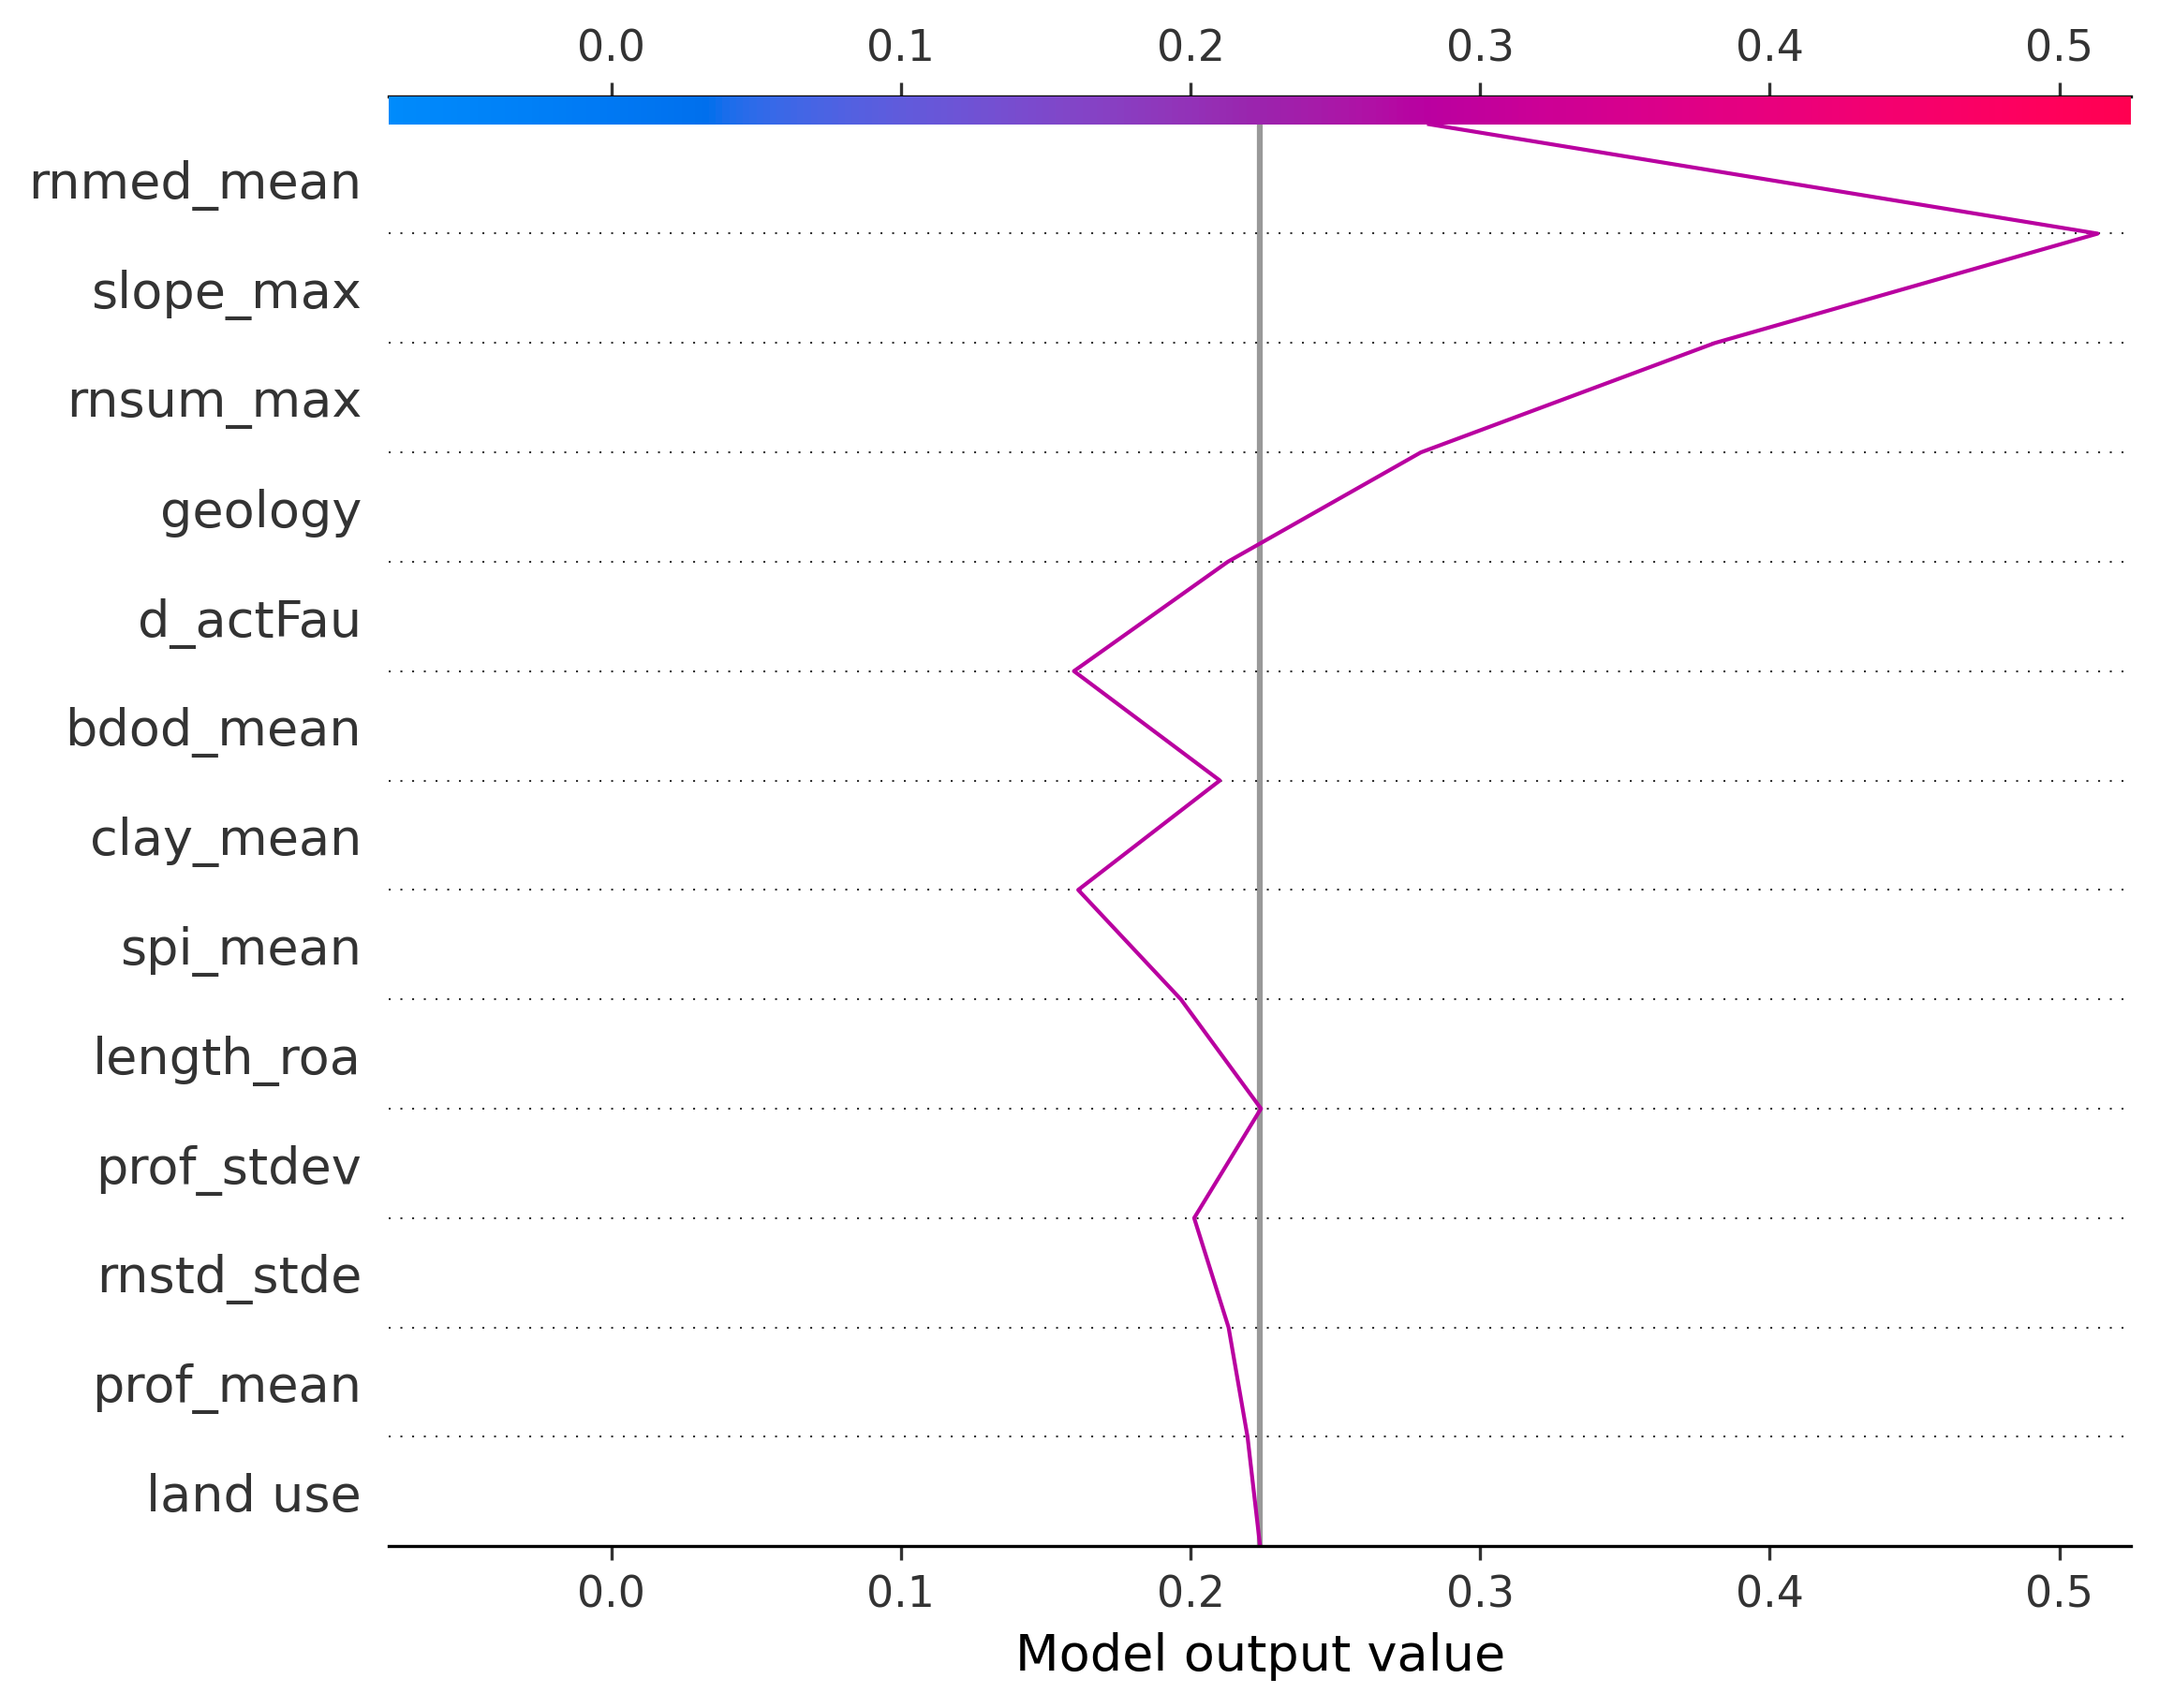 0.0 0.1 0.2 0.3 0.4 0.5
rnmed_mean
slope_max
rnsum_max
geology
d_actFau
bdod_mean
clay_mean
spi_mean
length_roa
prof_stdev
rnstd_stde
prof_mean
land use
0.0 0.1 0.2 0.3 0.4 0.5
Model output value